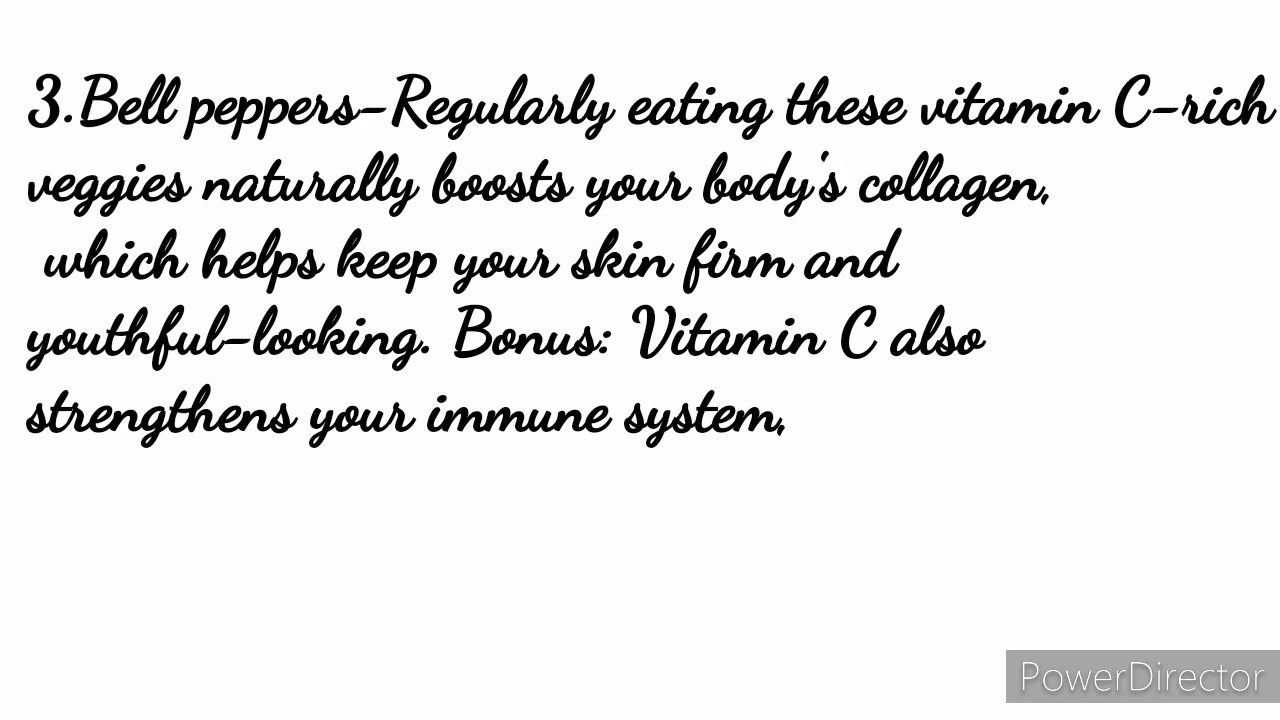 3.Bell peppers-Regularly eating these vitamin C-rich
veggies naturally boosts your body's collagen,
which helps keep your skin firm and
youthful-looking. Bonus: Vitamin C also
strengthens your immune system,
PowerDirector